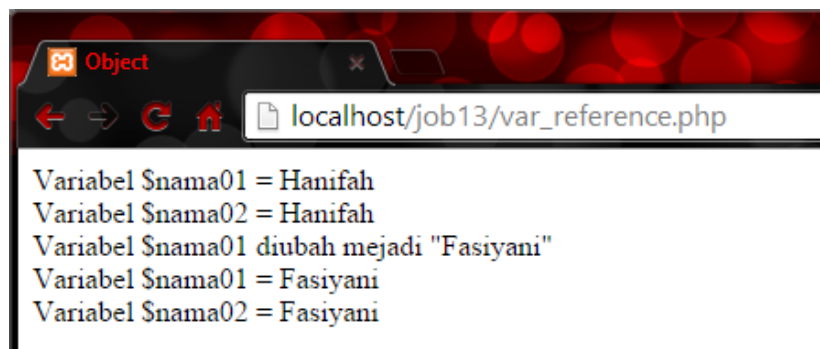 Object
localhost/job13/var_reference.php
Variabel $nama01 = Hanifah
Variabel $nama02 = Hanifah
Variabel $nama01 diubah mejadi "Fasiyani"
Variabel $nama01 = Fasiyani
Variabel $nama02 = Fasiyani